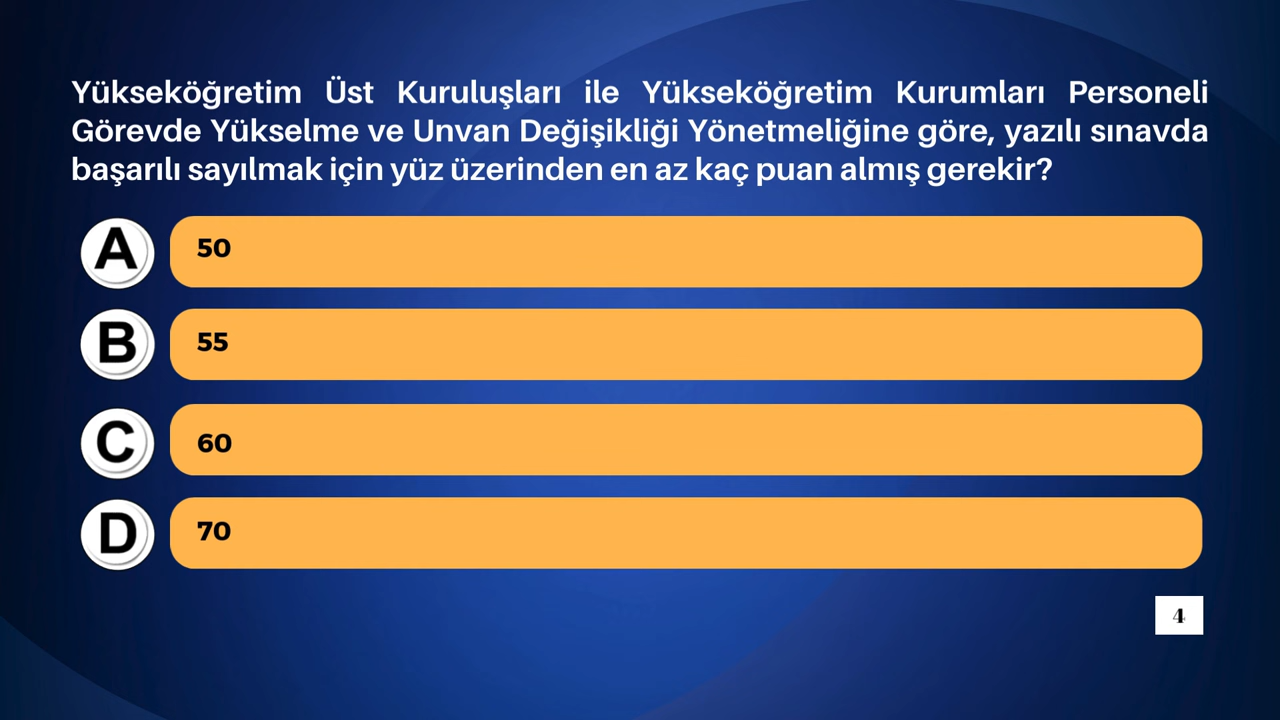 Yükseköğretim Üst Kuruluşları ile Yükseköğretim Kurumları Personeli
Görevde Yükselme ve Unvan Değişikliği Yönetmeliğine göre, yazılı sınavda
başarılı sayılmak için yüz üzerinden en az kaç puan almış gerekir?
A 50
B 55
C 60
D 70
4